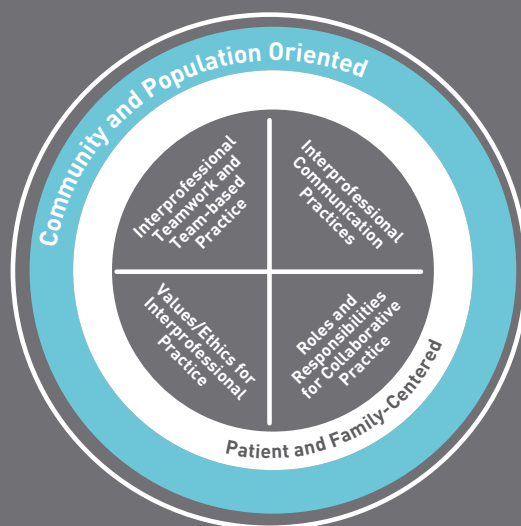 Community and Population Oriented
Interprofessional
Teamwork and
Team-based
Practice
Interprofessional
Communication
Practices
Values/Ethics for
Interprofessional
Practice
Roles and
Responsibilities
for Collaborative
Practice
Patient and Family-Centered